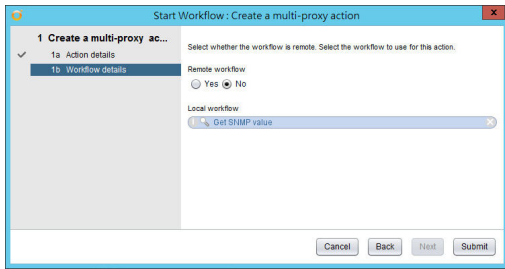 Start Workflow : Create a multi-proxy action
x
1 Create a multi-proxy ac...
1a Action details
1b Workflow details
Select whether the workflow is remote. Select the workflow to use for this action.
Remote workflow
Yes No
Local workflow
Get SNMP value
Cancel Back Next Submit